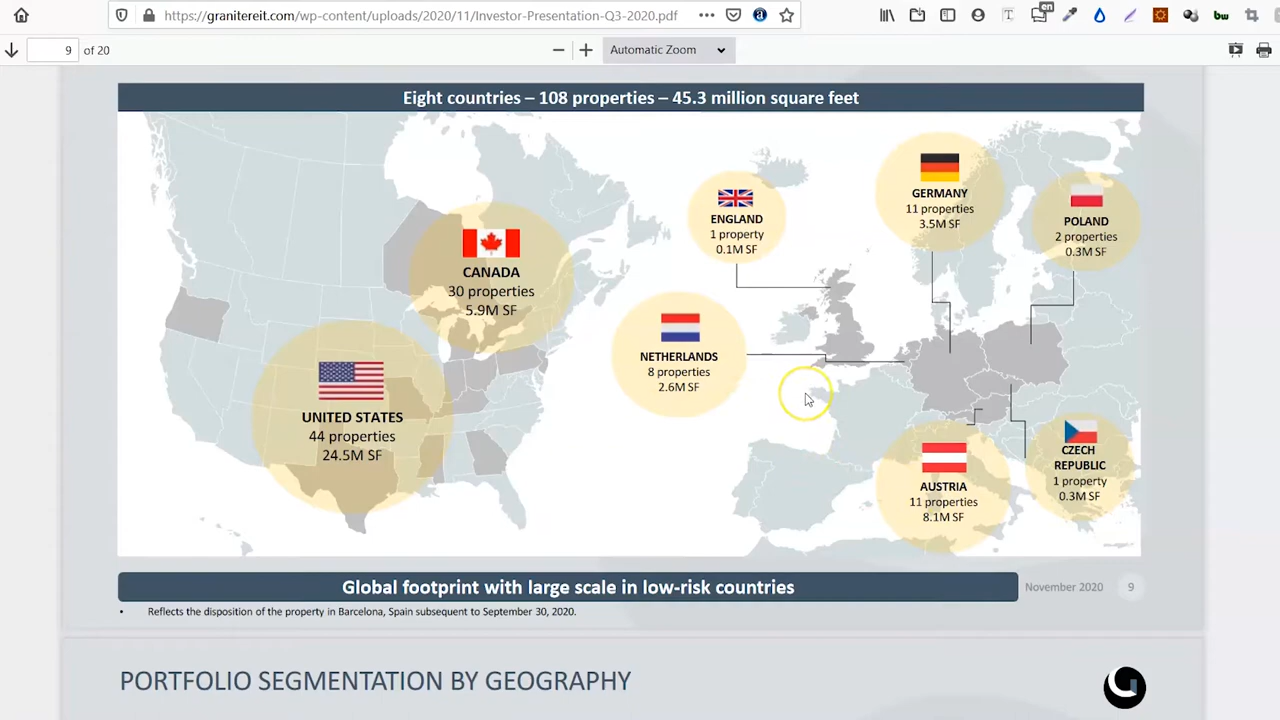 https://granitereit.com/wp-content/uploads/2020/11/Investor-Presentation-Q3-2020.pdf
en
bw
9 of 20
Automatic Zoom
Eight countries – 108 properties – 45.3 million square feet
CANADA
30 properties
5.9M SF
UNITED STATES
44 properties
24.5M SF
ENGLAND
1 property
0.1M SF
NETHERLANDS
8 properties
2.6M SF
GERMANY
11 properties
3.5M SF
POLAND
2 properties
0.3M SF
AUSTRIA
11 properties
8.1M SF
CZECH
REPUBLIC
1 property
0.3M SF
Global footprint with large scale in low-risk countries
November 2020 9
• Reflects the disposition of the property in Barcelona, Spain subsequent to September 30, 2020.
PORTFOLIO SEGMENTATION BY GEOGRAPHY